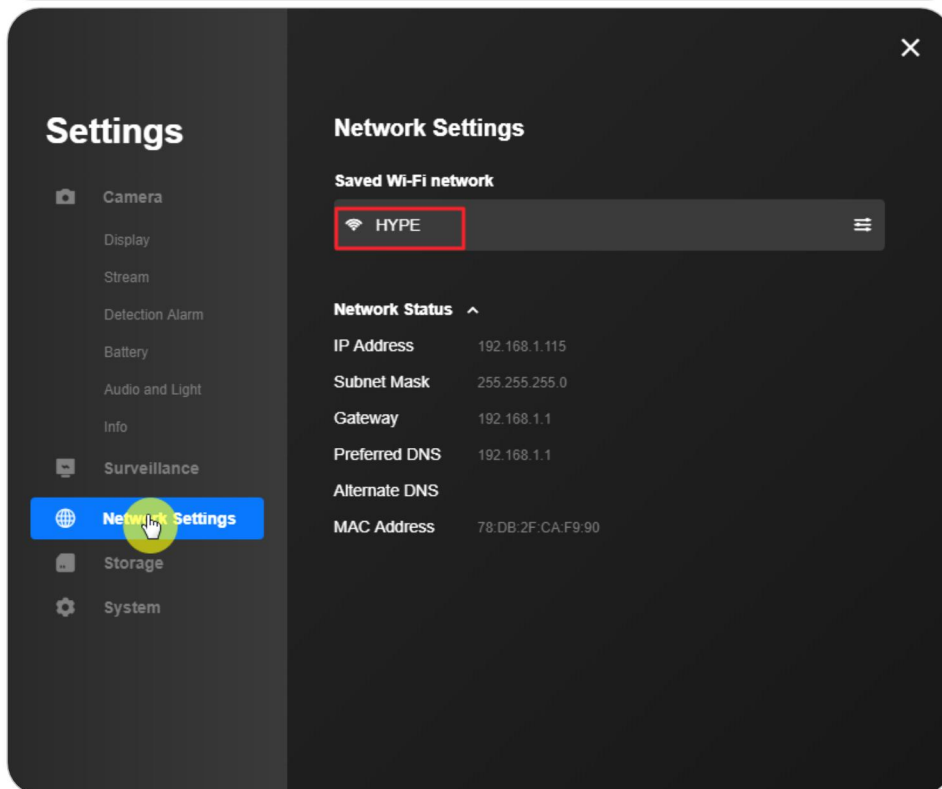 Settings
Camera
Display
Stream
Detection Alarm
Battery
Audio and Light
Info
Surveillance
Network Settings
Storage
System
Network Settings
Saved Wi-Fi network
HYPE
Network Status
IP Address 192.168.1.115
Subnet Mask 255.255.255.0
Gateway 192.168.1.1
Preferred DNS 192.168.1.1
Alternate DNS
MAC Address 78:DB:2F:CA:F9:90